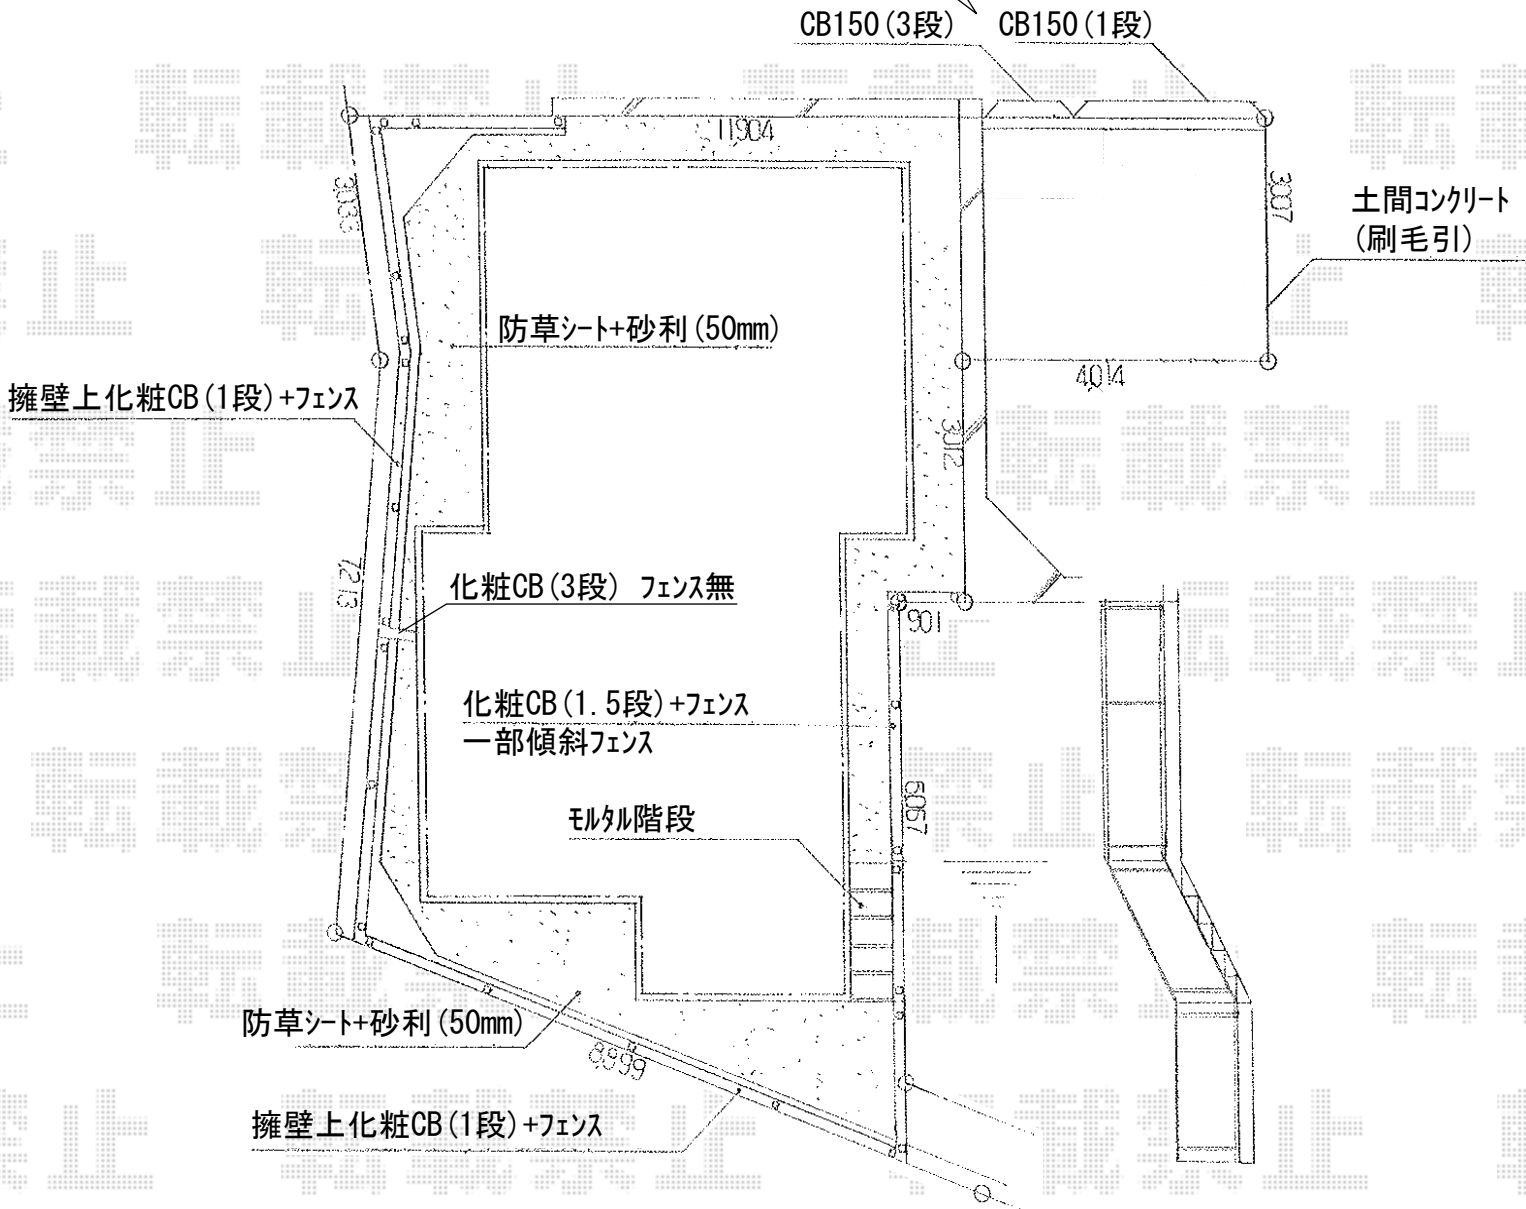 CB150(3段)
CB150(1段)
11904
3033
3007
土間コンクリート
(刷毛引)
防草シート+砂利(50mm)
4014
擁壁上化粧CB(1段)+フェンス
3012
7213
化粧CB(3段) フェンス無
901
化粧CB(1.5段)+フェンス
一部傾斜フェンス
モルタル階段
防草シート+砂利(50mm)
擁壁上化粧CB(1段)+フェンス
転載禁止